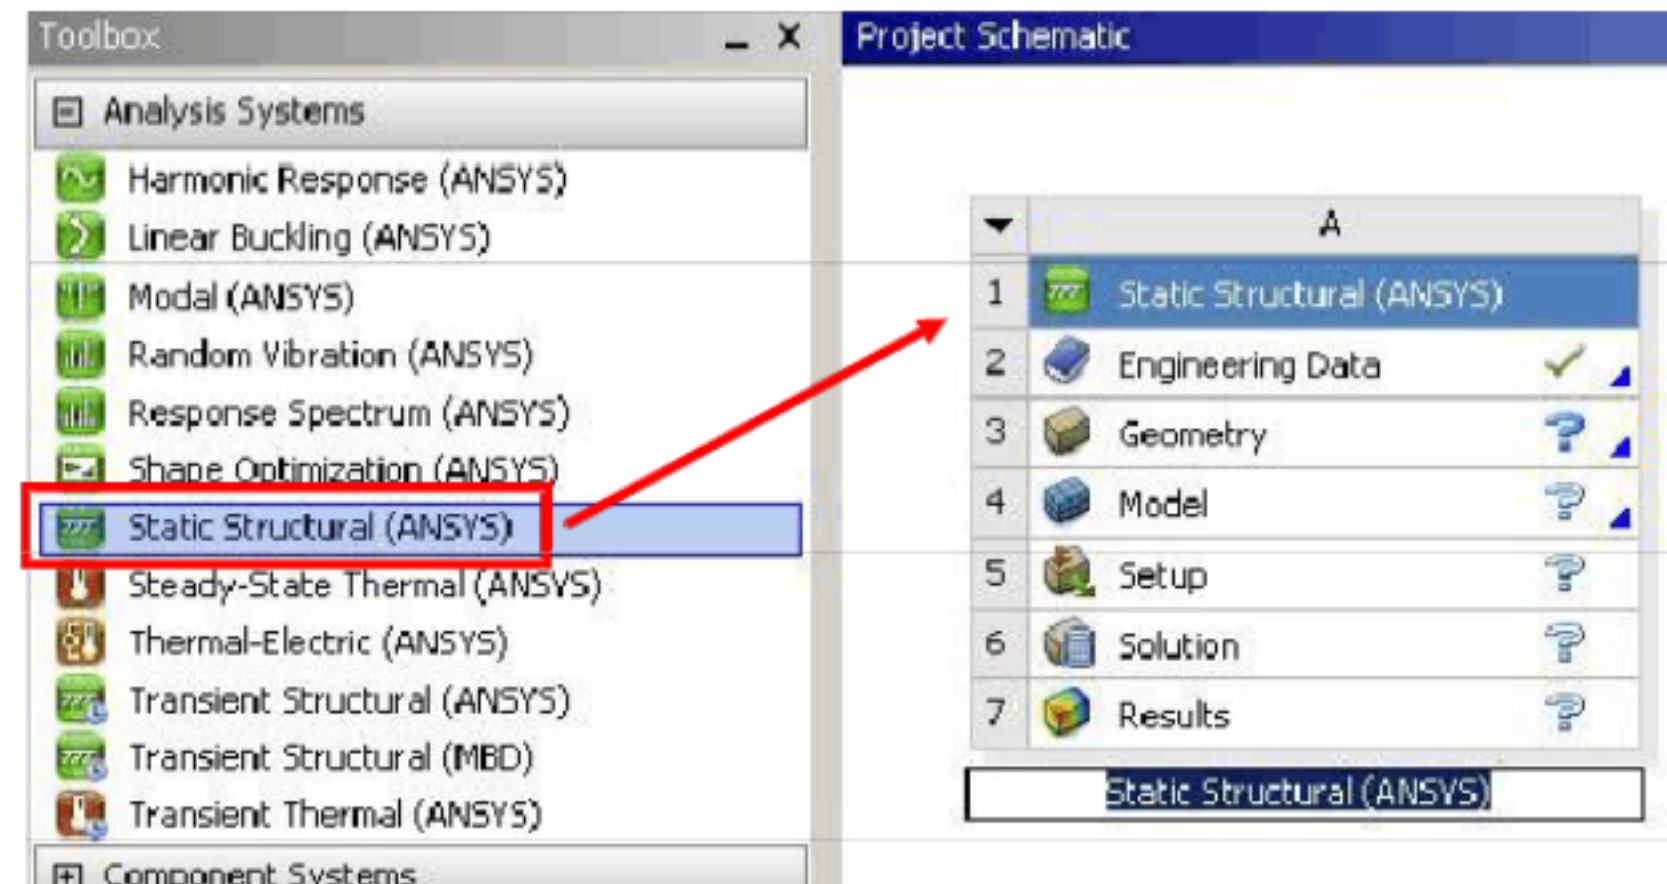 Toolbox
Analysis Systems
Harmonic Response (ANSYS)
Linear Buckling (ANSYS)
Modal (ANSYS)
Random Vibration (ANSYS)
Response Spectrum (ANSYS)
Shape Optimization (ANSYS)
Static Structural (ANSYS)
Steady-State Thermal (ANSYS)
Thermal-Electric (ANSYS)
Transient Structural (ANSYS)
Transient Structural (MBD)
Transient Thermal (ANSYS)
Component Systems
Project Schematic
A
1 Static Structural (ANSYS)
2 Engineering Data
3 Geometry
4 Model
5 Setup
6 Solution
7 Results
Static Structural (ANSYS)